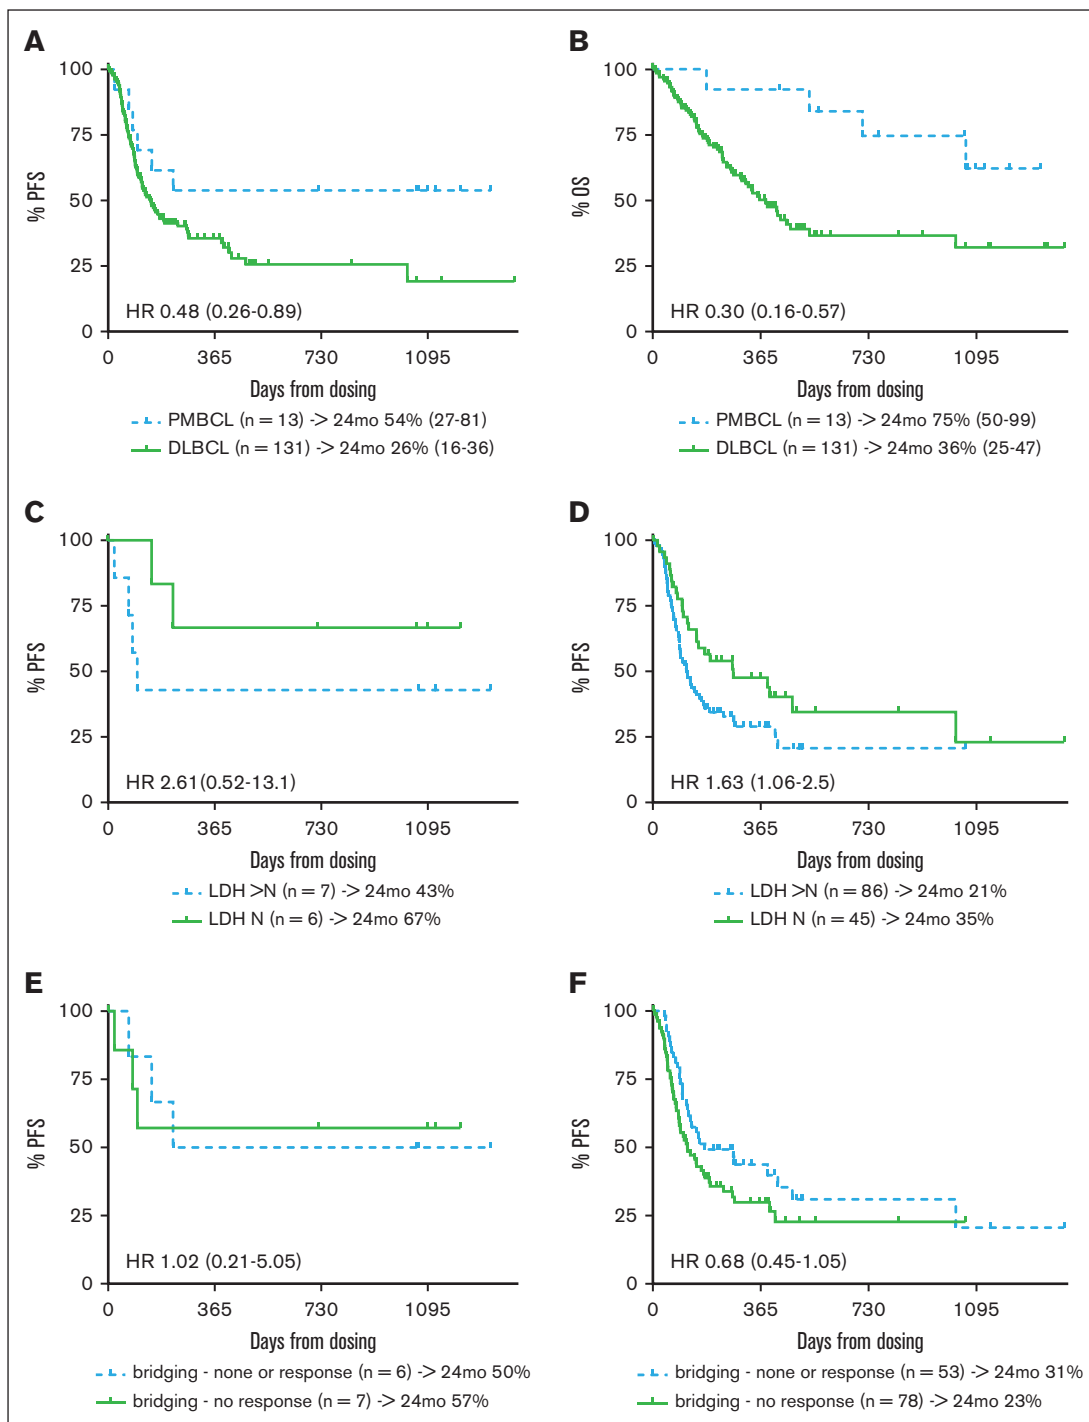 A
100
75
50
25
0
% PFS
HR 0.48 (0.26-0.89)
0 365 730 1095
Days from dosing
PMBCL (n = 13) -> 24mo 54% (27-81)
DLBCL (n = 131) -> 24mo 26% (16-36)
B
100
75
50
25
0
% OS
HR 0.30 (0.16-0.57)
0 365 730 1095
Days from dosing
PMBCL (n = 13) -> 24mo 75% (50-99)
DLBCL (n = 131) -> 24mo 36% (25-47)
C
100
75
50
25
0
% PFS
HR 2.61(0.52-13.1)
0 365 730 1095
Days from dosing
LDH >N (n = 7) -> 24mo 43%
LDH N (n = 6) -> 24mo 67%
D
100
75
50
25
0
% PFS
HR 1.63 (1.06-2.5)
0 365 730 1095
Days from dosing
LDH >N (n = 86) -> 24mo 21%
LDH N (n = 45) -> 24mo 35%
E
100
75
50
25
0
% PFS
HR 1.02 (0.21-5.05)
0 365 730 1095
Days from dosing
bridging - none or response (n = 6) -> 24mo 50%
bridging - no response (n = 7) -> 24mo 57%
F
100
75
50
25
0
% PFS
HR 0.68 (0.45-1.05)
0 365 730 1095
Days from dosing
bridging - none or response (n = 53) -> 24mo 31%
bridging - no response (n = 78) -> 24mo 23%